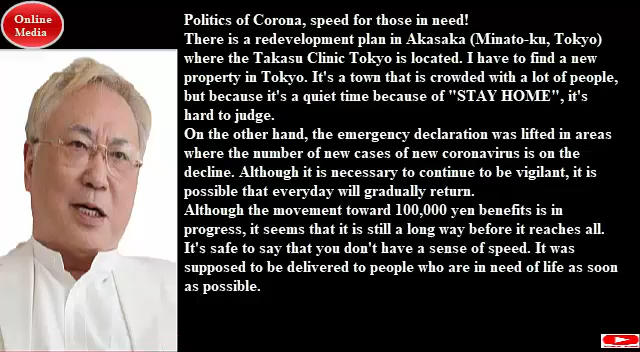 Online
Media
Politics of Corona, speed for those in need!
There is a redevelopment plan in Akasaka (Minato-ku, Tokyo)
where the Takasu Clinic Tokyo is located. I have to find a new
property in Tokyo. It's a town that is crowded with a lot of people,
but because it's a quiet time because of "STAY HOME", it's
hard to judge.
On the other hand, the emergency declaration was lifted in areas
where the number of new cases of new coronavirus is on the
decline. Although it is necessary to continue to be vigilant, it is
possible that everyday will gradually return.
Although the movement toward 100,000 yen benefits is in
progress, it seems that it is still a long way before it reaches all.
It's safe to say that you don't have a sense of speed. It was
supposed to be delivered to people who are in need of life as soon
as possible.